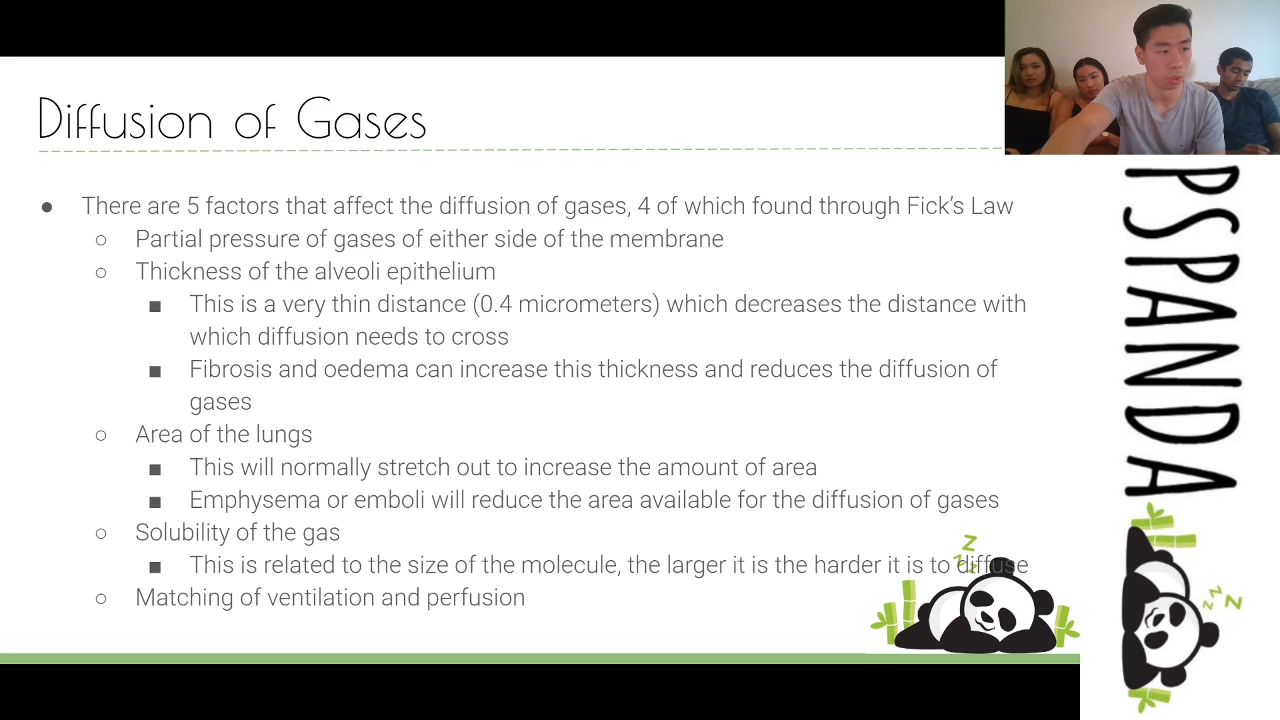 Diffusion of Gases
● There are 5 factors that affect the diffusion of gases, 4 of which found through Fick's Law
○ Partial pressure of gases of either side of the membrane
○ Thickness of the alveoli epithelium
■ This is a very thin distance (0.4 micrometers) which decreases the distance with
which diffusion needs to cross
■ Fibrosis and oedema can increase this thickness and reduces the diffusion of
gases
○ Area of the lungs
■ This will normally stretch out to increase the amount of area
■ Emphysema or emboli will reduce the area available for the diffusion of gases
○ Solubility of the gas
■ This is related to the size of the molecule, the larger it is the harder it is to diffuse
○ Matching of ventilation and perfusion
z z z
PSPANDA
z z z